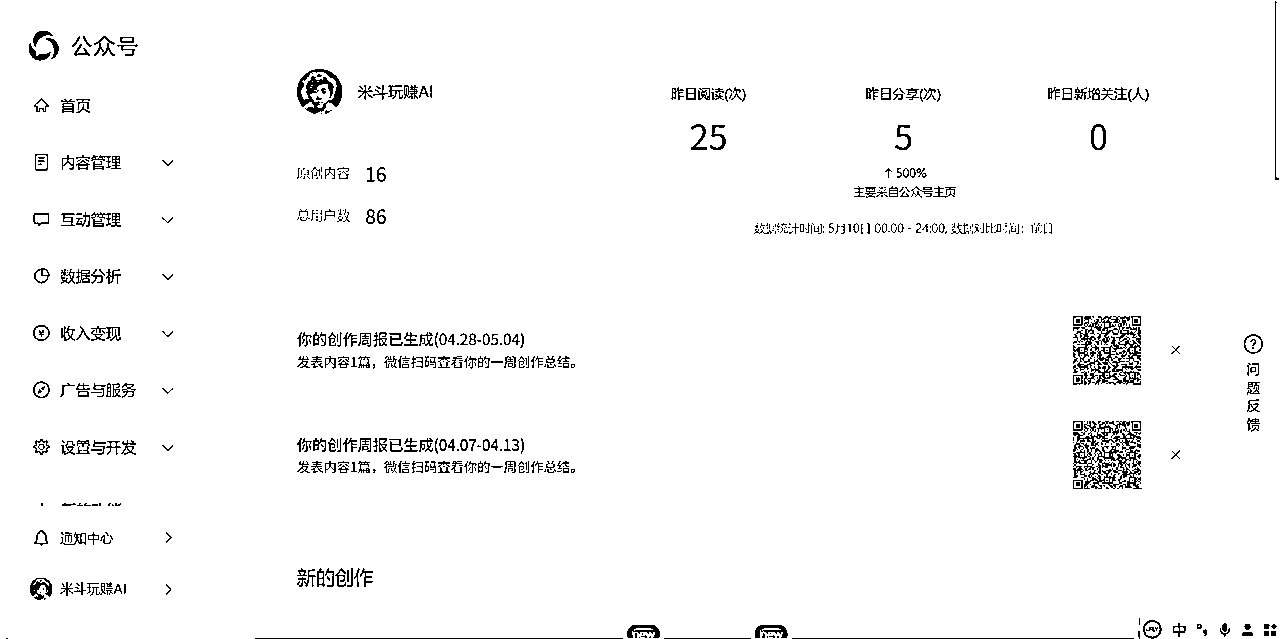 公众号
首页
内容管理
互动管理
数据分析
收入变现
广告与服务
设置与开发
通知中心
米斗玩赚AI
米斗玩赚AI
原创内容 16
总用户数 86
昨日阅读(次)
25
昨日分享(次)
5
↑ 500%
主要来自公众号主页
昨日新增关注(人)
0
数据统计时间: 5月10日 00:00 - 24:00, 数据对比时间: 前日
你的创作周报已生成(04.28-05.04)
发表内容1篇，微信扫码查看你的一周创作总结。
你的创作周报已生成(04.07-04.13)
发表内容1篇，微信扫码查看你的一周创作总结。
问题反馈
新的创作
中